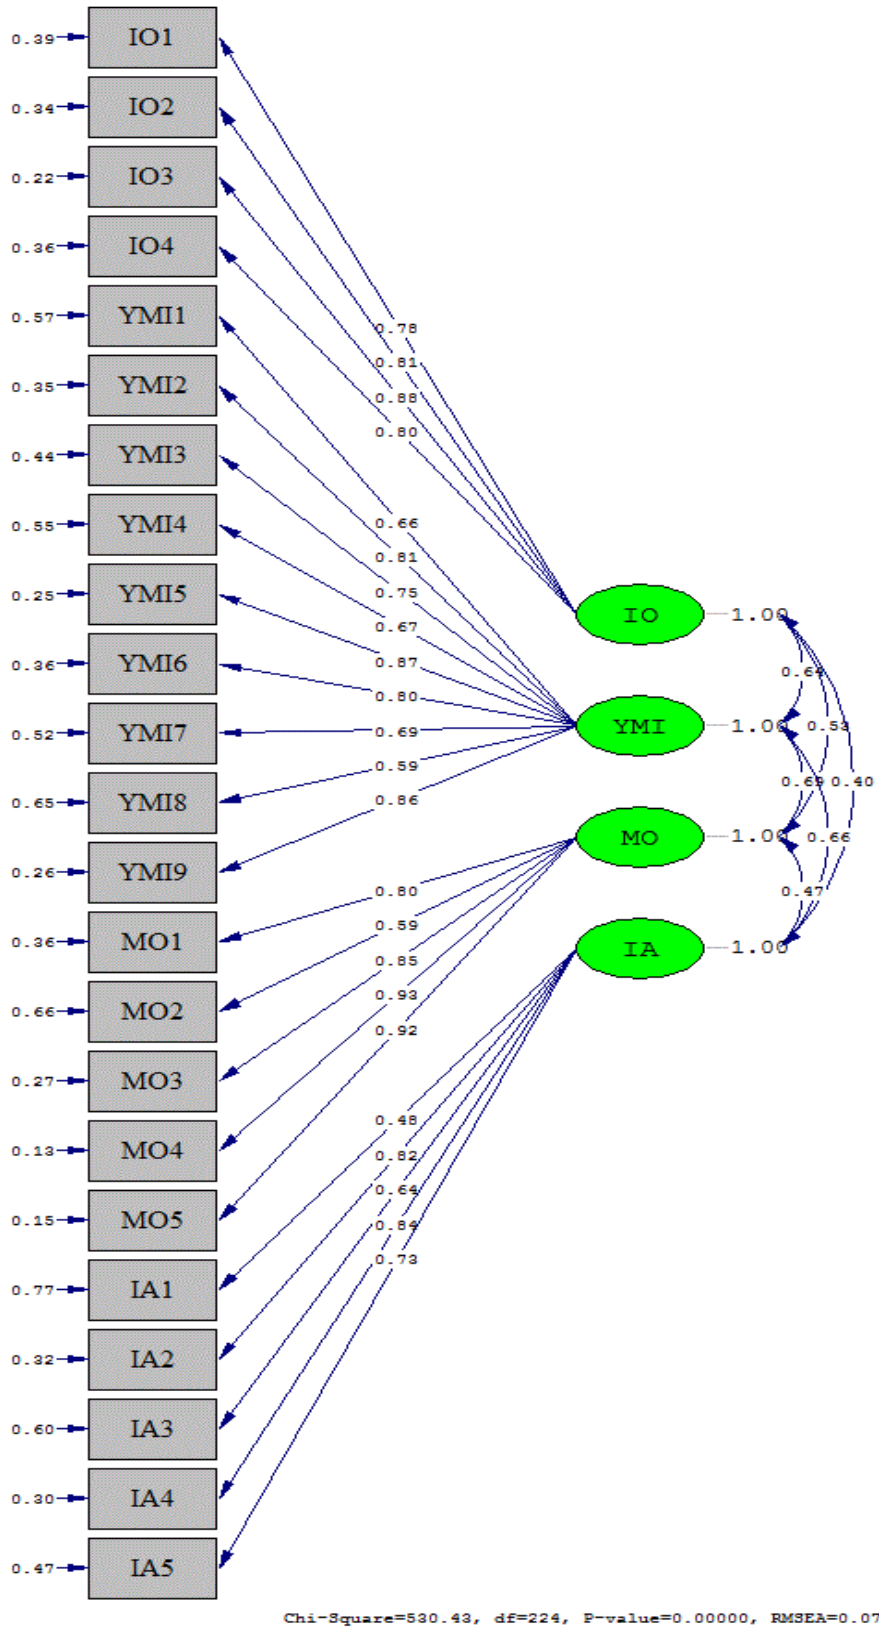 0.39 IO1
0.34 IO2
0.22 IO3
0.36 IO4
0.57 YMI1
0.35 YMI2
0.44 YMI3
0.55 YMI4
0.25 YMI5
0.36 YMI6
0.52 YMI7
0.65 YMI8
0.26 YMI9
0.36 MO1
0.66 MO2
0.27 MO3
0.13 MO4
0.15 MO5
0.77 IA1
0.32 IA2
0.60 IA3
0.30 IA4
0.47 IA5
0.78
0.81
0.88
0.80
0.66
0.81
0.75
0.67
0.87
0.80
0.69
0.59
0.86
0.80
0.59
0.85
0.93
0.92
0.48
0.82
0.64
0.84
0.73
IO 1.00
YMI 1.00
MO 1.00
IA 1.00
0.64
0.53
0.69
0.40
0.66
0.47
Chi-Square=530.43, df=224, P-value=0.00000, RMSEA=0.07